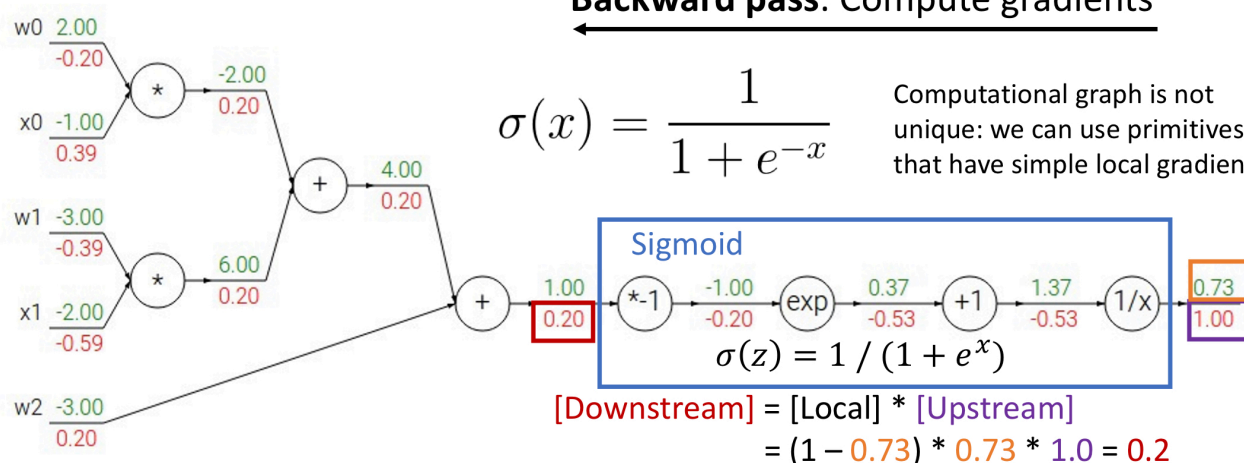 Backward pass: Compute gradients
w0 2.00
-0.20
*
-2.00
0.20
x0 -1.00
0.39
σ(x) = 1 / 1 + e^{-x}
Computational graph is not
unique: we can use primitives
that have simple local gradien
+
4.00
0.20
w1 -3.00
-0.39
*
6.00
0.20
x1 -2.00
-0.59
w2 -3.00
0.20
Sigmoid
+
1.00
0.20
*-1
-1.00
-0.20
exp
0.37
-0.53
+1
1.37
-0.53
1/x
0.73
1.00
σ(z) = 1 / (1 + e^x)
[Downstream] = [Local] * [Upstream]
= (1 – 0.73) * 0.73 * 1.0 = 0.2